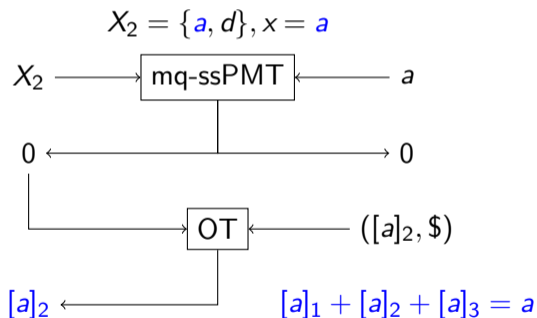 X₂ = {a, d}, x = a
X₂ mq-ssPMT a
0 0
OT ([a]₂, $)
[a]₂ [a]₁ + [a]₂ + [a]₃ = a